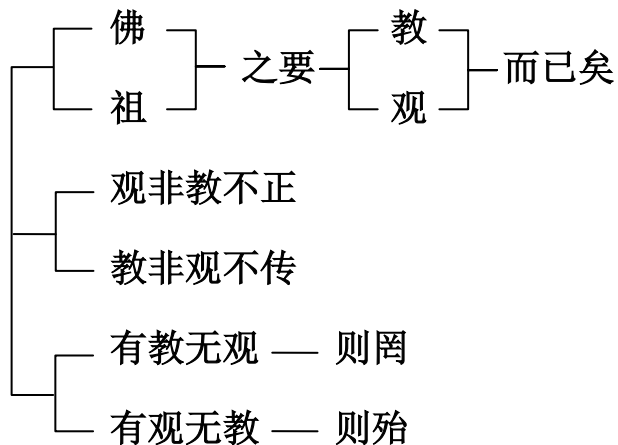 佛 之要 教 而已矣
祖 观
观非教不正
教非观不传
有教无观 则罔
有观无教 则殆